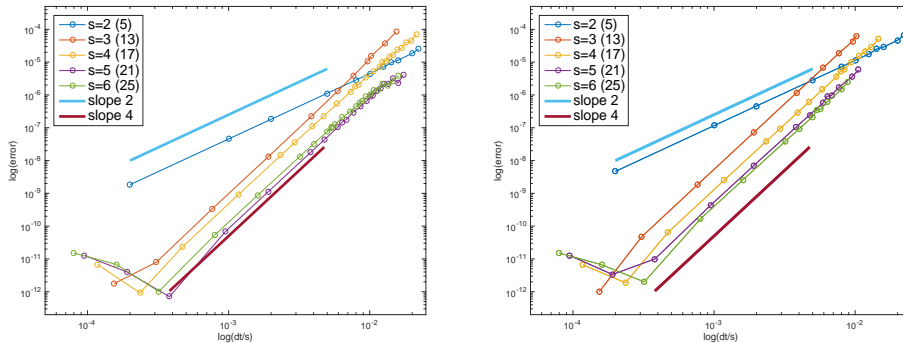 10^-4
10^-5
10^-6
10^-7
10^-8
10^-9
10^-10
10^-11
10^-12
log(error)
s=2 (5)
s=3 (13)
s=4 (17)
s=5 (21)
s=6 (25)
slope 2
slope 4
10^-4
10^-3
10^-2
log(dt/s)
10^-4
10^-5
10^-6
10^-7
10^-8
10^-9
10^-10
10^-11
10^-12
log(error)
s=2 (5)
s=3 (13)
s=4 (17)
s=5 (21)
s=6 (25)
slope 2
slope 4
10^-4
10^-3
10^-2
log(dt/s)